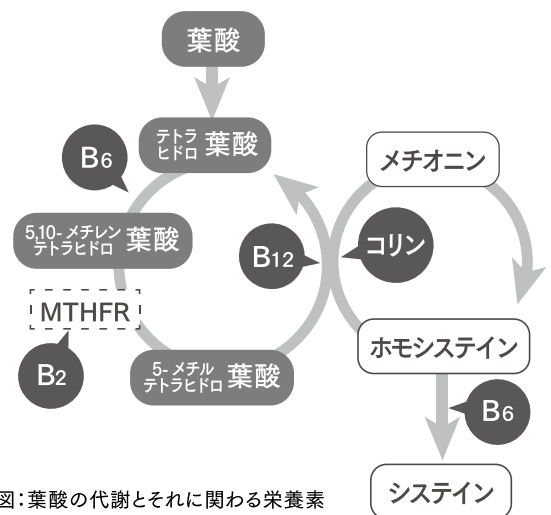 葉酸
テトラ
ヒドロ 葉酸
B6
メチオニン
5,10-メチレン
テトラヒドロ 葉酸
B12
コリン
MTHFR
ホモシステイン
B2
5-メチル
テトラヒドロ 葉酸
B6
システイン
図：葉酸の代謝とそれに関わる栄養素